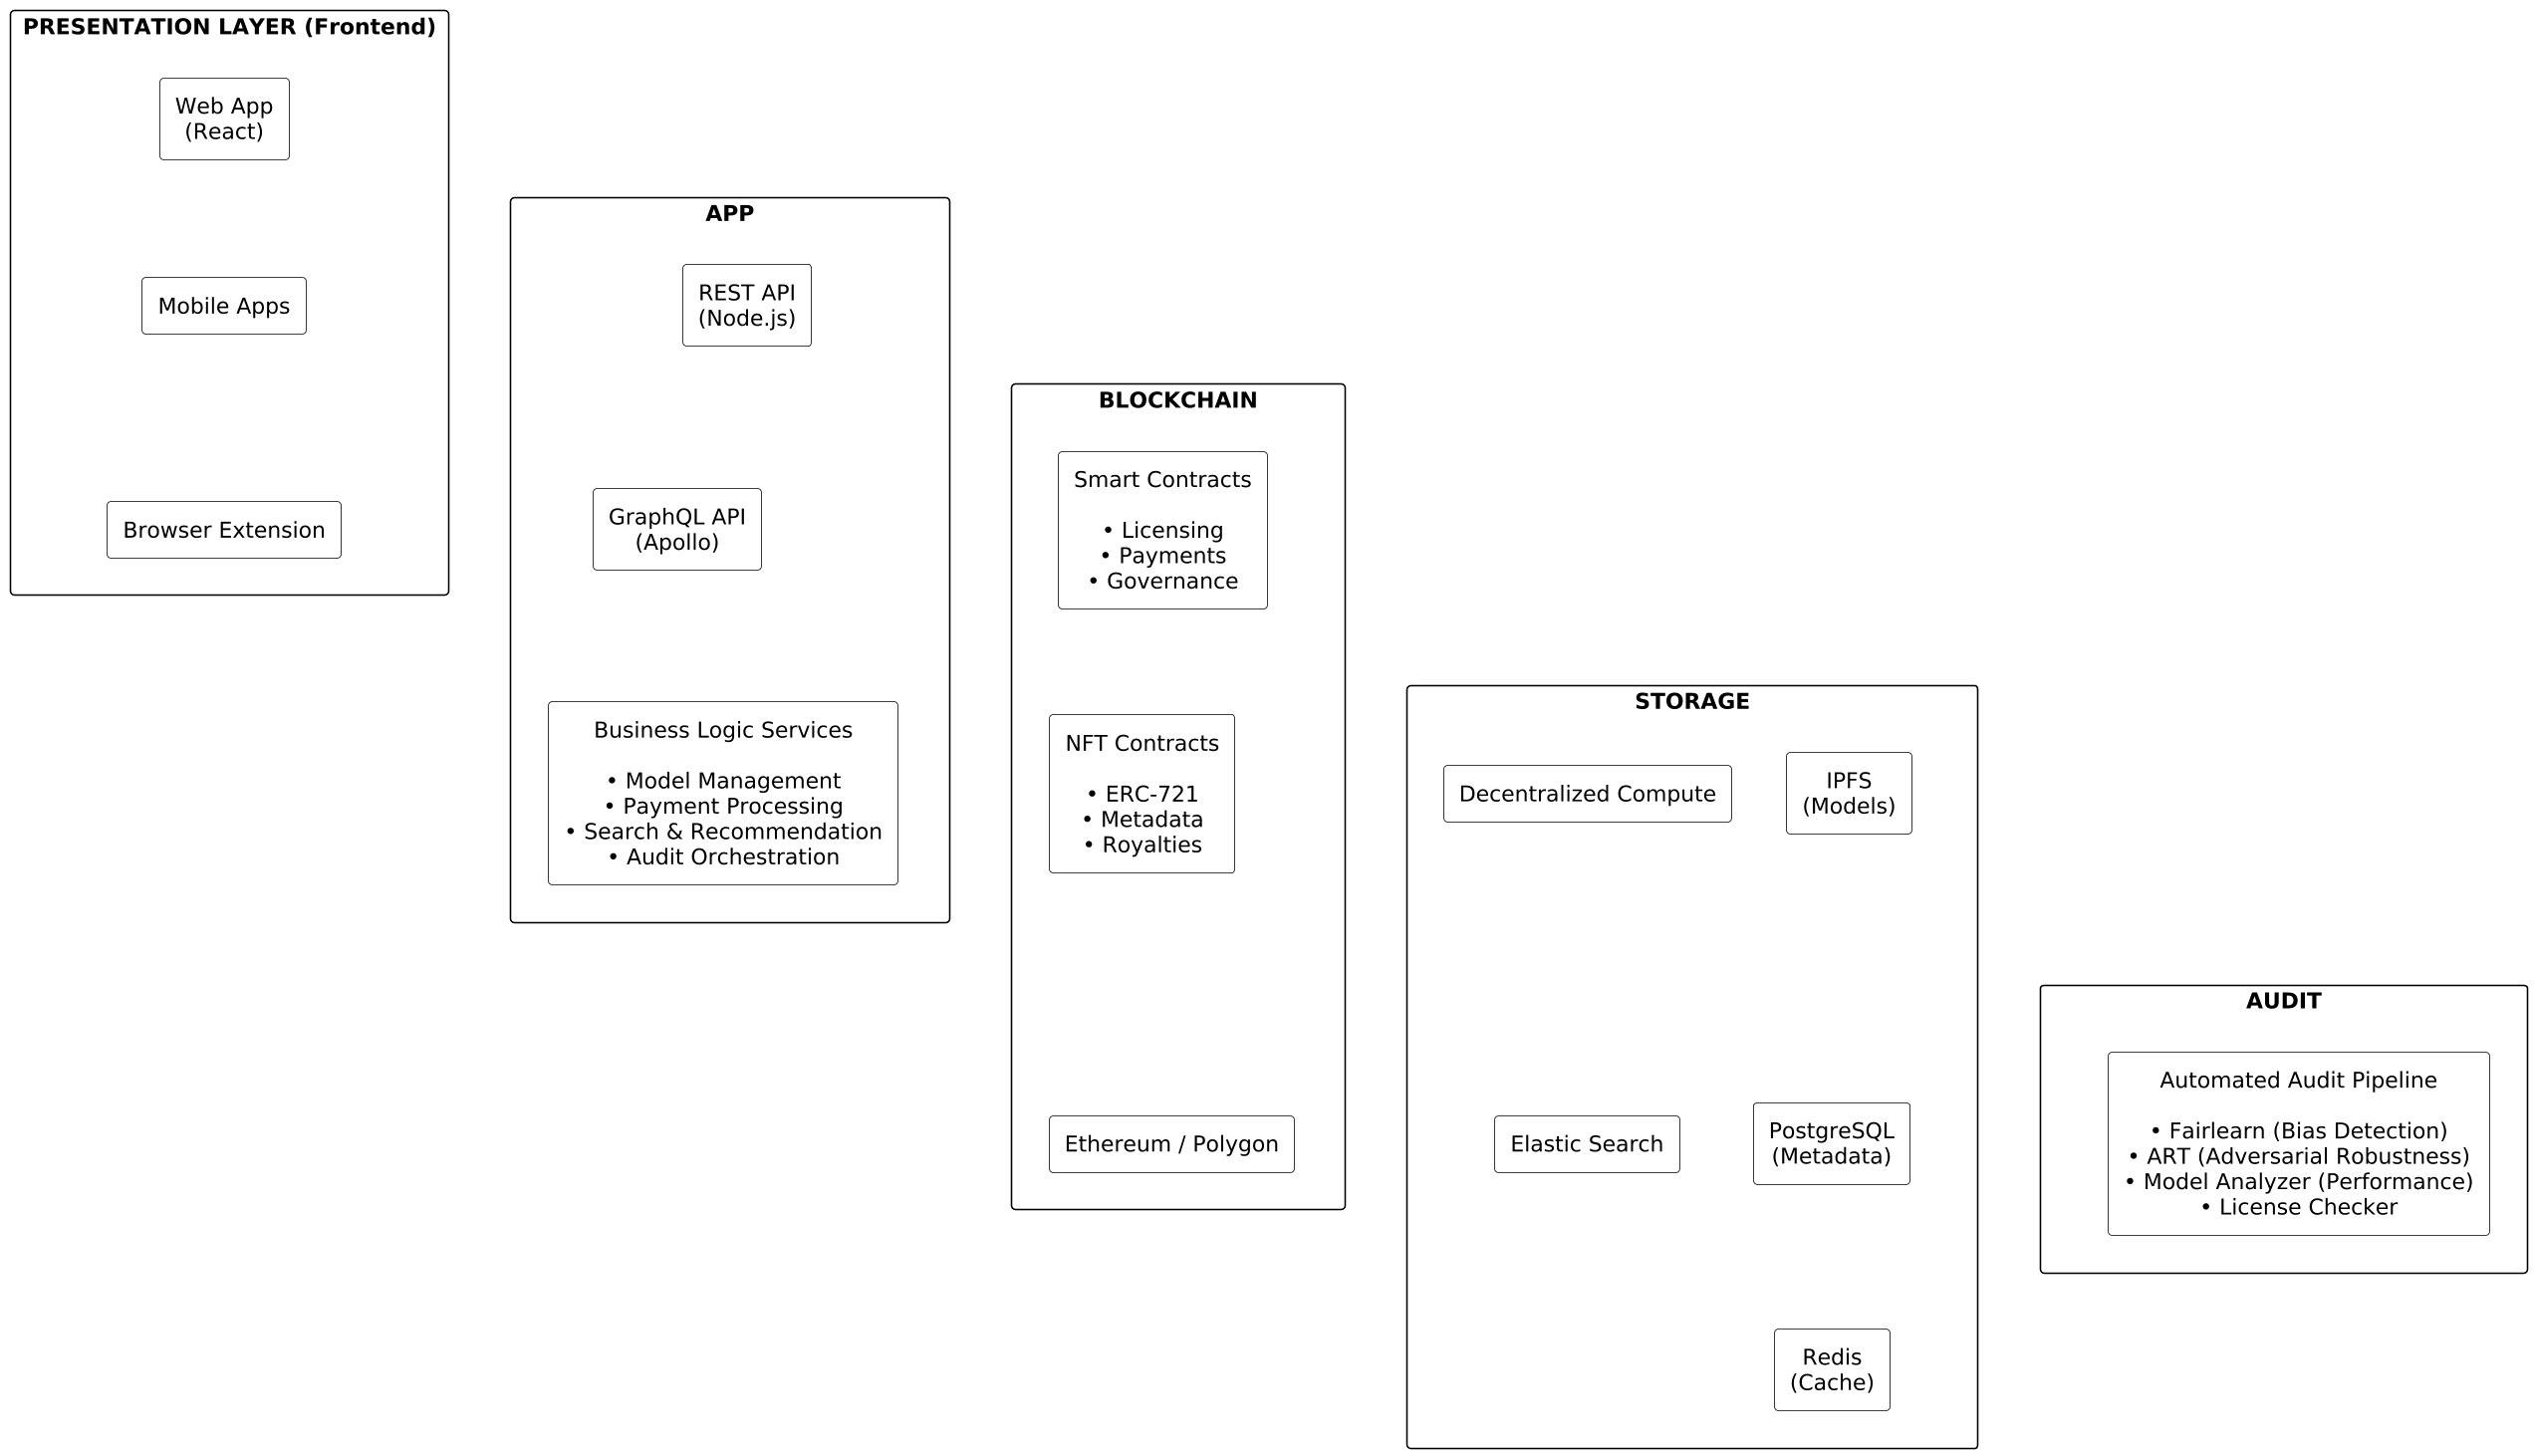 PRESENTATION LAYER (Frontend)
Web App
(React)
Mobile Apps
Browser Extension
APP
REST API
(Node.js)
GraphQL API
(Apollo)
Business Logic Services
• Model Management
• Payment Processing
• Search & Recommendation
• Audit Orchestration
BLOCKCHAIN
Smart Contracts
• Licensing
• Payments
• Governance
NFT Contracts
• ERC-721
• Metadata
• Royalties
Ethereum / Polygon
STORAGE
Decentralized Compute
IPFS
(Models)
Elastic Search
PostgreSQL
(Metadata)
Redis
(Cache)
AUDIT
Automated Audit Pipeline
• Fairlearn (Bias Detection)
• ART (Adversarial Robustness)
• Model Analyzer (Performance)
• License Checker